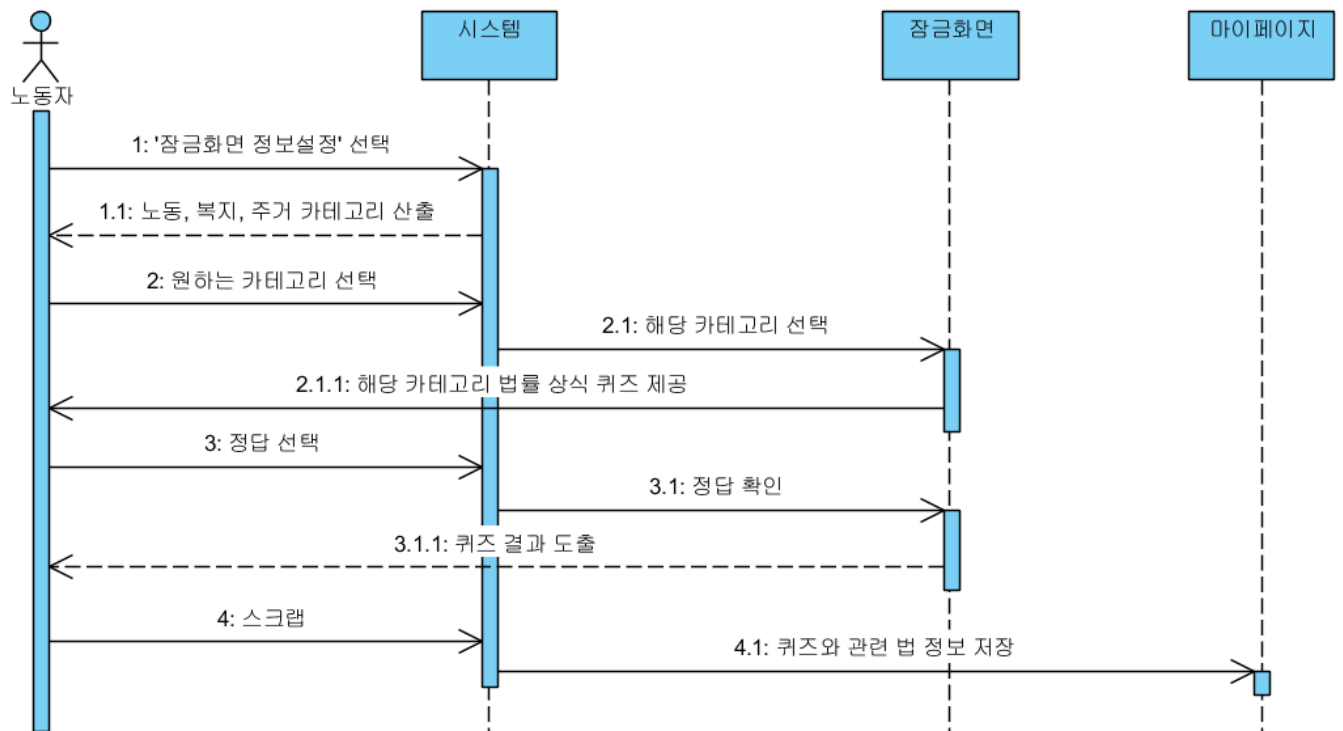 시스템
잠금화면
마이페이지
노동자
1: '잠금화면 정보설정' 선택
1.1: 노동, 복지, 주거 카테고리 산출
2: 원하는 카테고리 선택
2.1: 해당 카테고리 선택
2.1.1: 해당 카테고리 법률 상식 퀴즈 제공
3: 정답 선택
3.1: 정답 확인
3.1.1: 퀴즈 결과 도출
4: 스크랩
4.1: 퀴즈와 관련 법 정보 저장